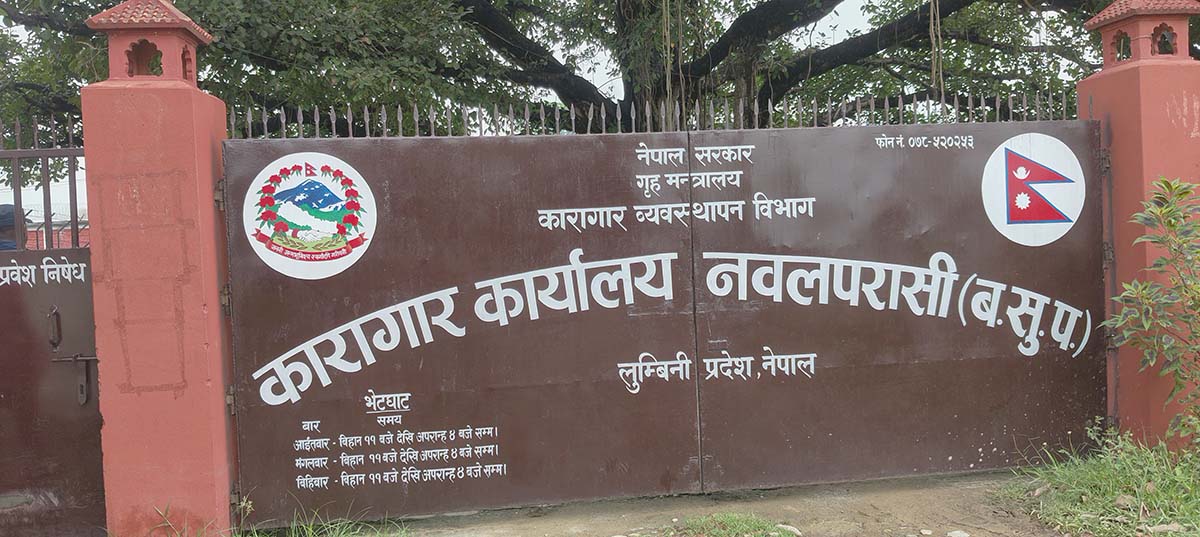 नेपाल सरकार
गृह मन्त्रालय
कारागार व्यवस्थापन विभाग
फोन नं. ०७८-५२०२५३
कारागार कार्यालय नवलपरासी (ब.सु.प.)
लुम्बिनी प्रदेश, नेपाल
भेटघाट
बार समय
आईतवार - विहान ११ बजे देखि अपरान्ह ४ बजे सम्म।
मंगलबार - विहान ११ बजे देखि अपरान्ह ४ बजे सम्म।
बिहिवार - विहान ११ बजे देखि अपरान्ह ४ बजे सम्म।
प्रवेश निषेध